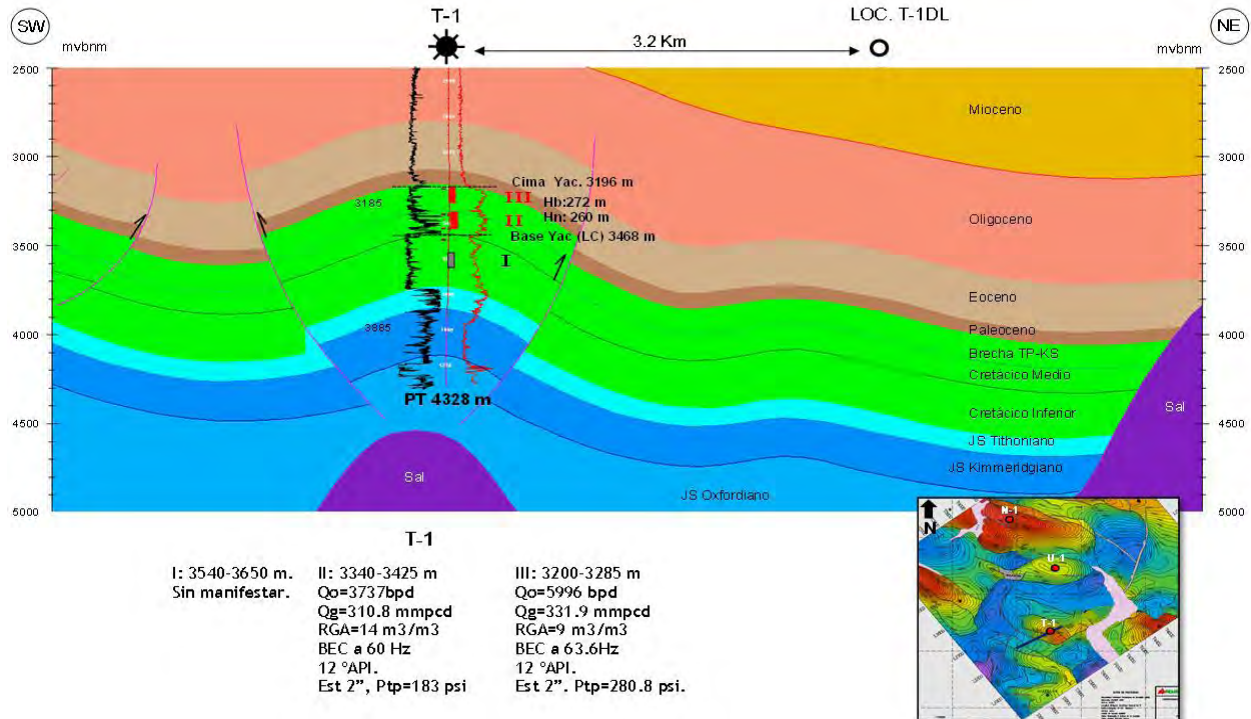 SW
T-1
LOC. T-1DL
NE
mvbnm
3.2 Km
mvbnm
2500
2500
Mioceno
3000
3000
Cima Yac. 3196 m
3185
III
Hb:272 m
II
Hn: 260 m
Oligoceno
Base Yac (LC) 3468 m
3500
3500
I
Eoceno
3885
Paleoceno
4000
4000
Brecha TP-KS
Cretácico Medio
PT 4328 m
Cretácico Inferior
Sal
4500
4500
JS Tithoniano
JS Kimmeridgiano
Sal
JS Oxfordiano
5000
5000
T-1
I: 3540-3650 m.
Sin manifestar.
II: 3340-3425 m
Qo=3737bpd
Qg=310.8 mmpcd
RGA=14 m3/m3
BEC a 60 Hz
12 °API.
Est 2", Ptp=183 psi
III: 3200-3285 m
Qo=5996 bpd
Qg=331.9 mmpcd
RGA=9 m3/m3
BEC a 63.6Hz
12 °API.
Est 2". Ptp=280.8 psi.
N
N-1
U-1
T-1